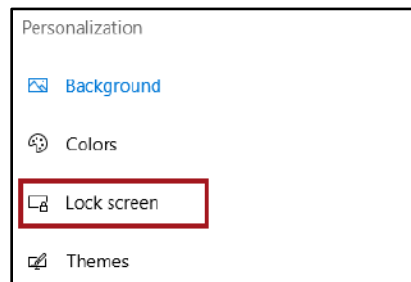 Personalization
Background
Colors
Lock screen
Themes